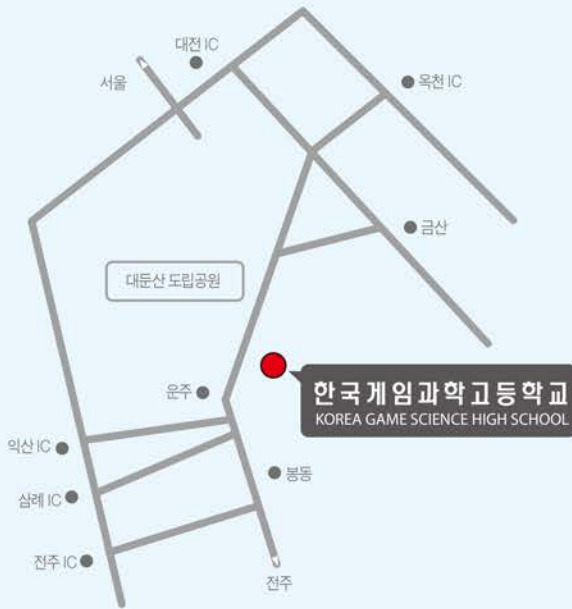 대전 IC
서울
옥천 IC
금산
대둔산 도립공원
운주
한국게임과학고등학교
KOREA GAME SCIENCE HIGH SCHOOL
익산 IC
봉동
삼례 IC
전주 IC
전주